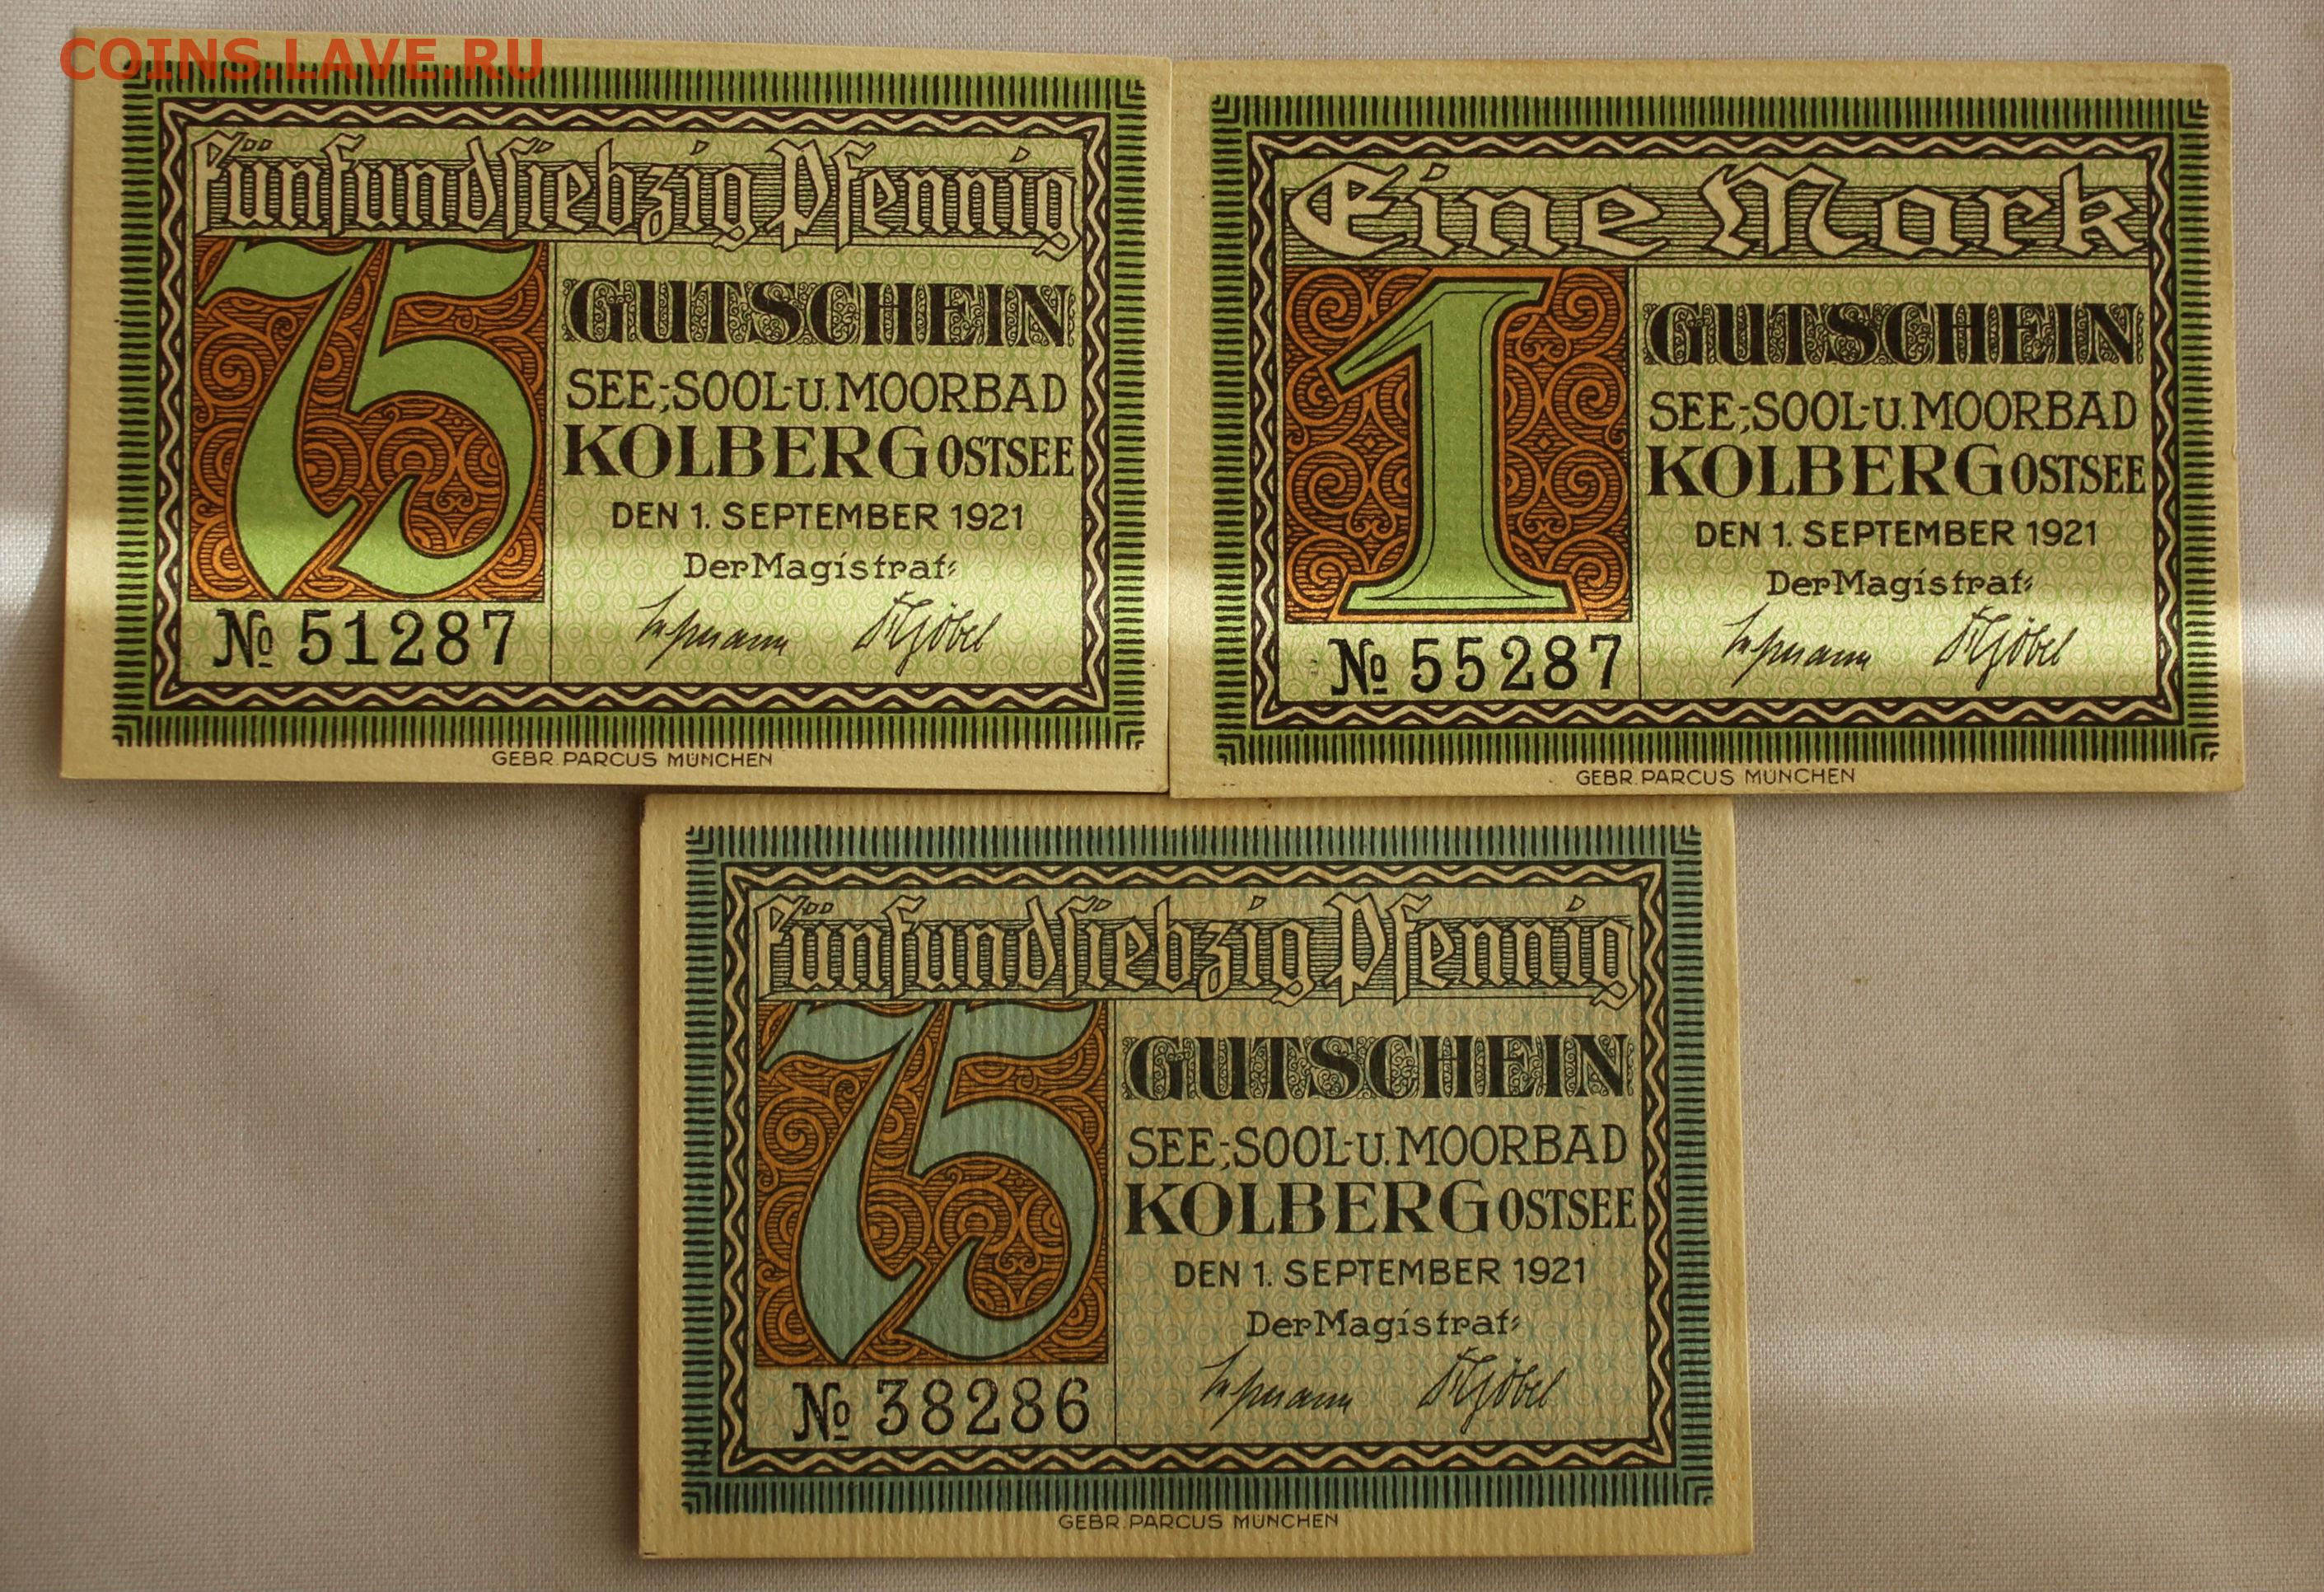 COINS.LAVE.RU
Fünfundsiebzig Pfennig
75
GUTSCHEIN
SEE-,SOOL-U.MOORBAD
KOLBERG OSTSEE
DEN 1. SEPTEMBER 1921
Der Magistrat:
Göbel
№ 51287
GEBR. PARCUS MÜNCHEN
Eine Mark
1
GUTSCHEIN
SEE-,SOOL-U.MOORBAD
KOLBERG OSTSEE
DEN 1. SEPTEMBER 1921
Der Magistrat:
Göbel
№ 55287
GEBR. PARCUS MÜNCHEN
Fünfundsiebzig Pfennig
75
GUTSCHEIN
SEE-,SOOL-U.MOORBAD
KOLBERG OSTSEE
DEN 1. SEPTEMBER 1921
Der Magistrat:
Göbel
№ 38286
GEBR. PARCUS MÜNCHEN